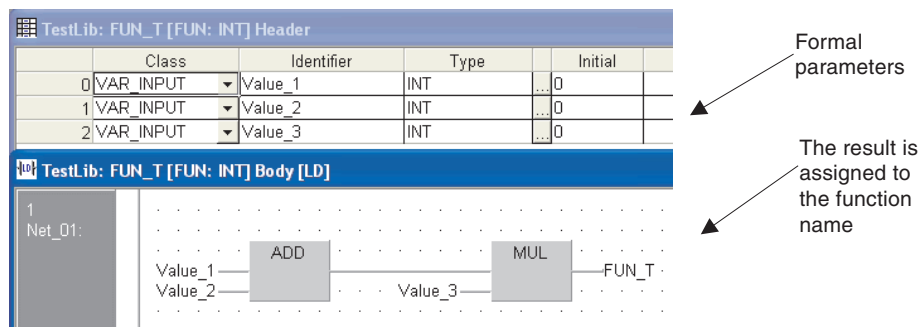 TestLib: FUN_T [FUN: INT] Header
Class Identifier Type Initial
0 VAR_INPUT Value_1 INT ... 0
1 VAR_INPUT Value_2 INT ... 0
2 VAR_INPUT Value_3 INT ... 0
Formal
parameters
TestLib: FUN_T [FUN: INT] Body [LD]
The result is
assigned to
the function
name
1
Net_01:
ADD MUL
Value_1 FUN_T
Value_2 Value_3